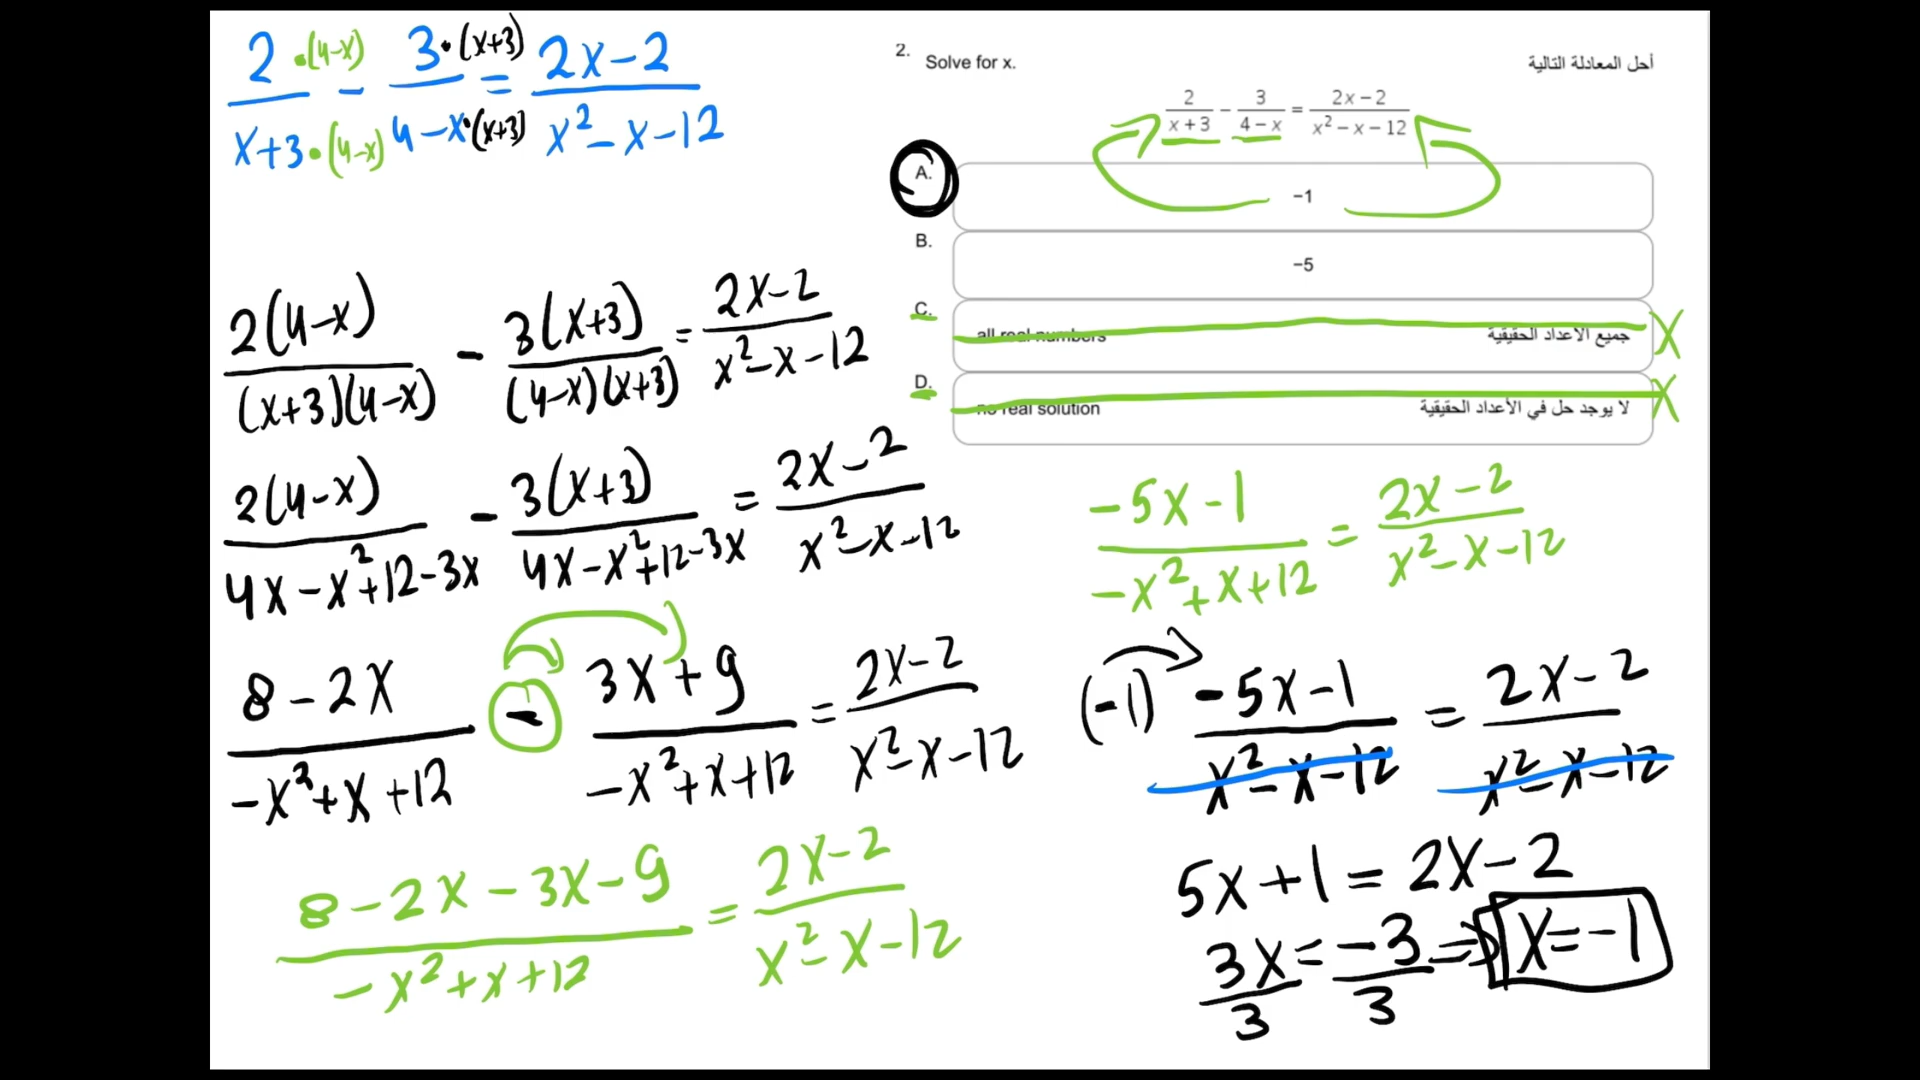 2 ·(4-x) / x+3 ·(4-x) - 3 ·(x+3) / 4-x ·(x+3) = 2x-2 / x²-x-12
2. Solve for x. أحل المعادلة التالية
2 / x+3 - 3 / 4-x = 2x-2 / x²-x-12
A. -1
B. -5
C. all real numbers جميع الأعداد الحقيقية X
D. no real solution لا يوجد حل في الأعداد الحقيقية X
2(4-x) / (x+3)(4-x) - 3(x+3) / (4-x)(x+3) = 2x-2 / x²-x-12
2(4-x) / 4x-x²+12-3x - 3(x+3) / 4x-x²+12-3x = 2x-2 / x²-x-12
8-2x / -x²+x+12 - 3x+9 / -x²+x+12 = 2x-2 / x²-x-12
8-2x-3x-9 / -x²+x+12 = 2x-2 / x²-x-12
-5x-1 / -x²+x+12 = 2x-2 / x²-x-12
(-1) -5x-1 / x²-x-12 = 2x-2 / x²-x-12
5x+1 = 2x-2
3x / 3 = -3 / 3 => x=-1